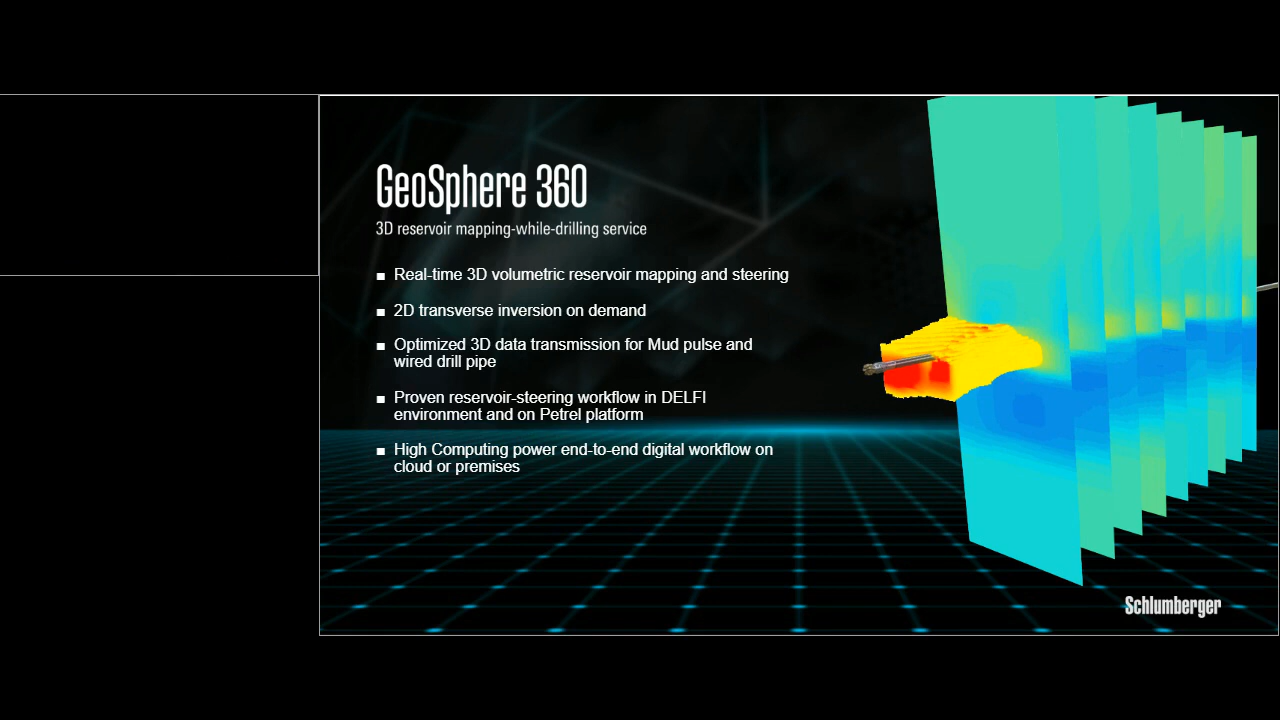 GeoSphere 360
3D reservoir mapping-while-drilling service
Real-time 3D volumetric reservoir mapping and steering
2D transverse inversion on demand
Optimized 3D data transmission for Mud pulse and
wired drill pipe
Proven reservoir-steering workflow in DELFI
environment and on Petrel platform
High Computing power end-to-end digital workflow on
cloud or premises
Schlumberger